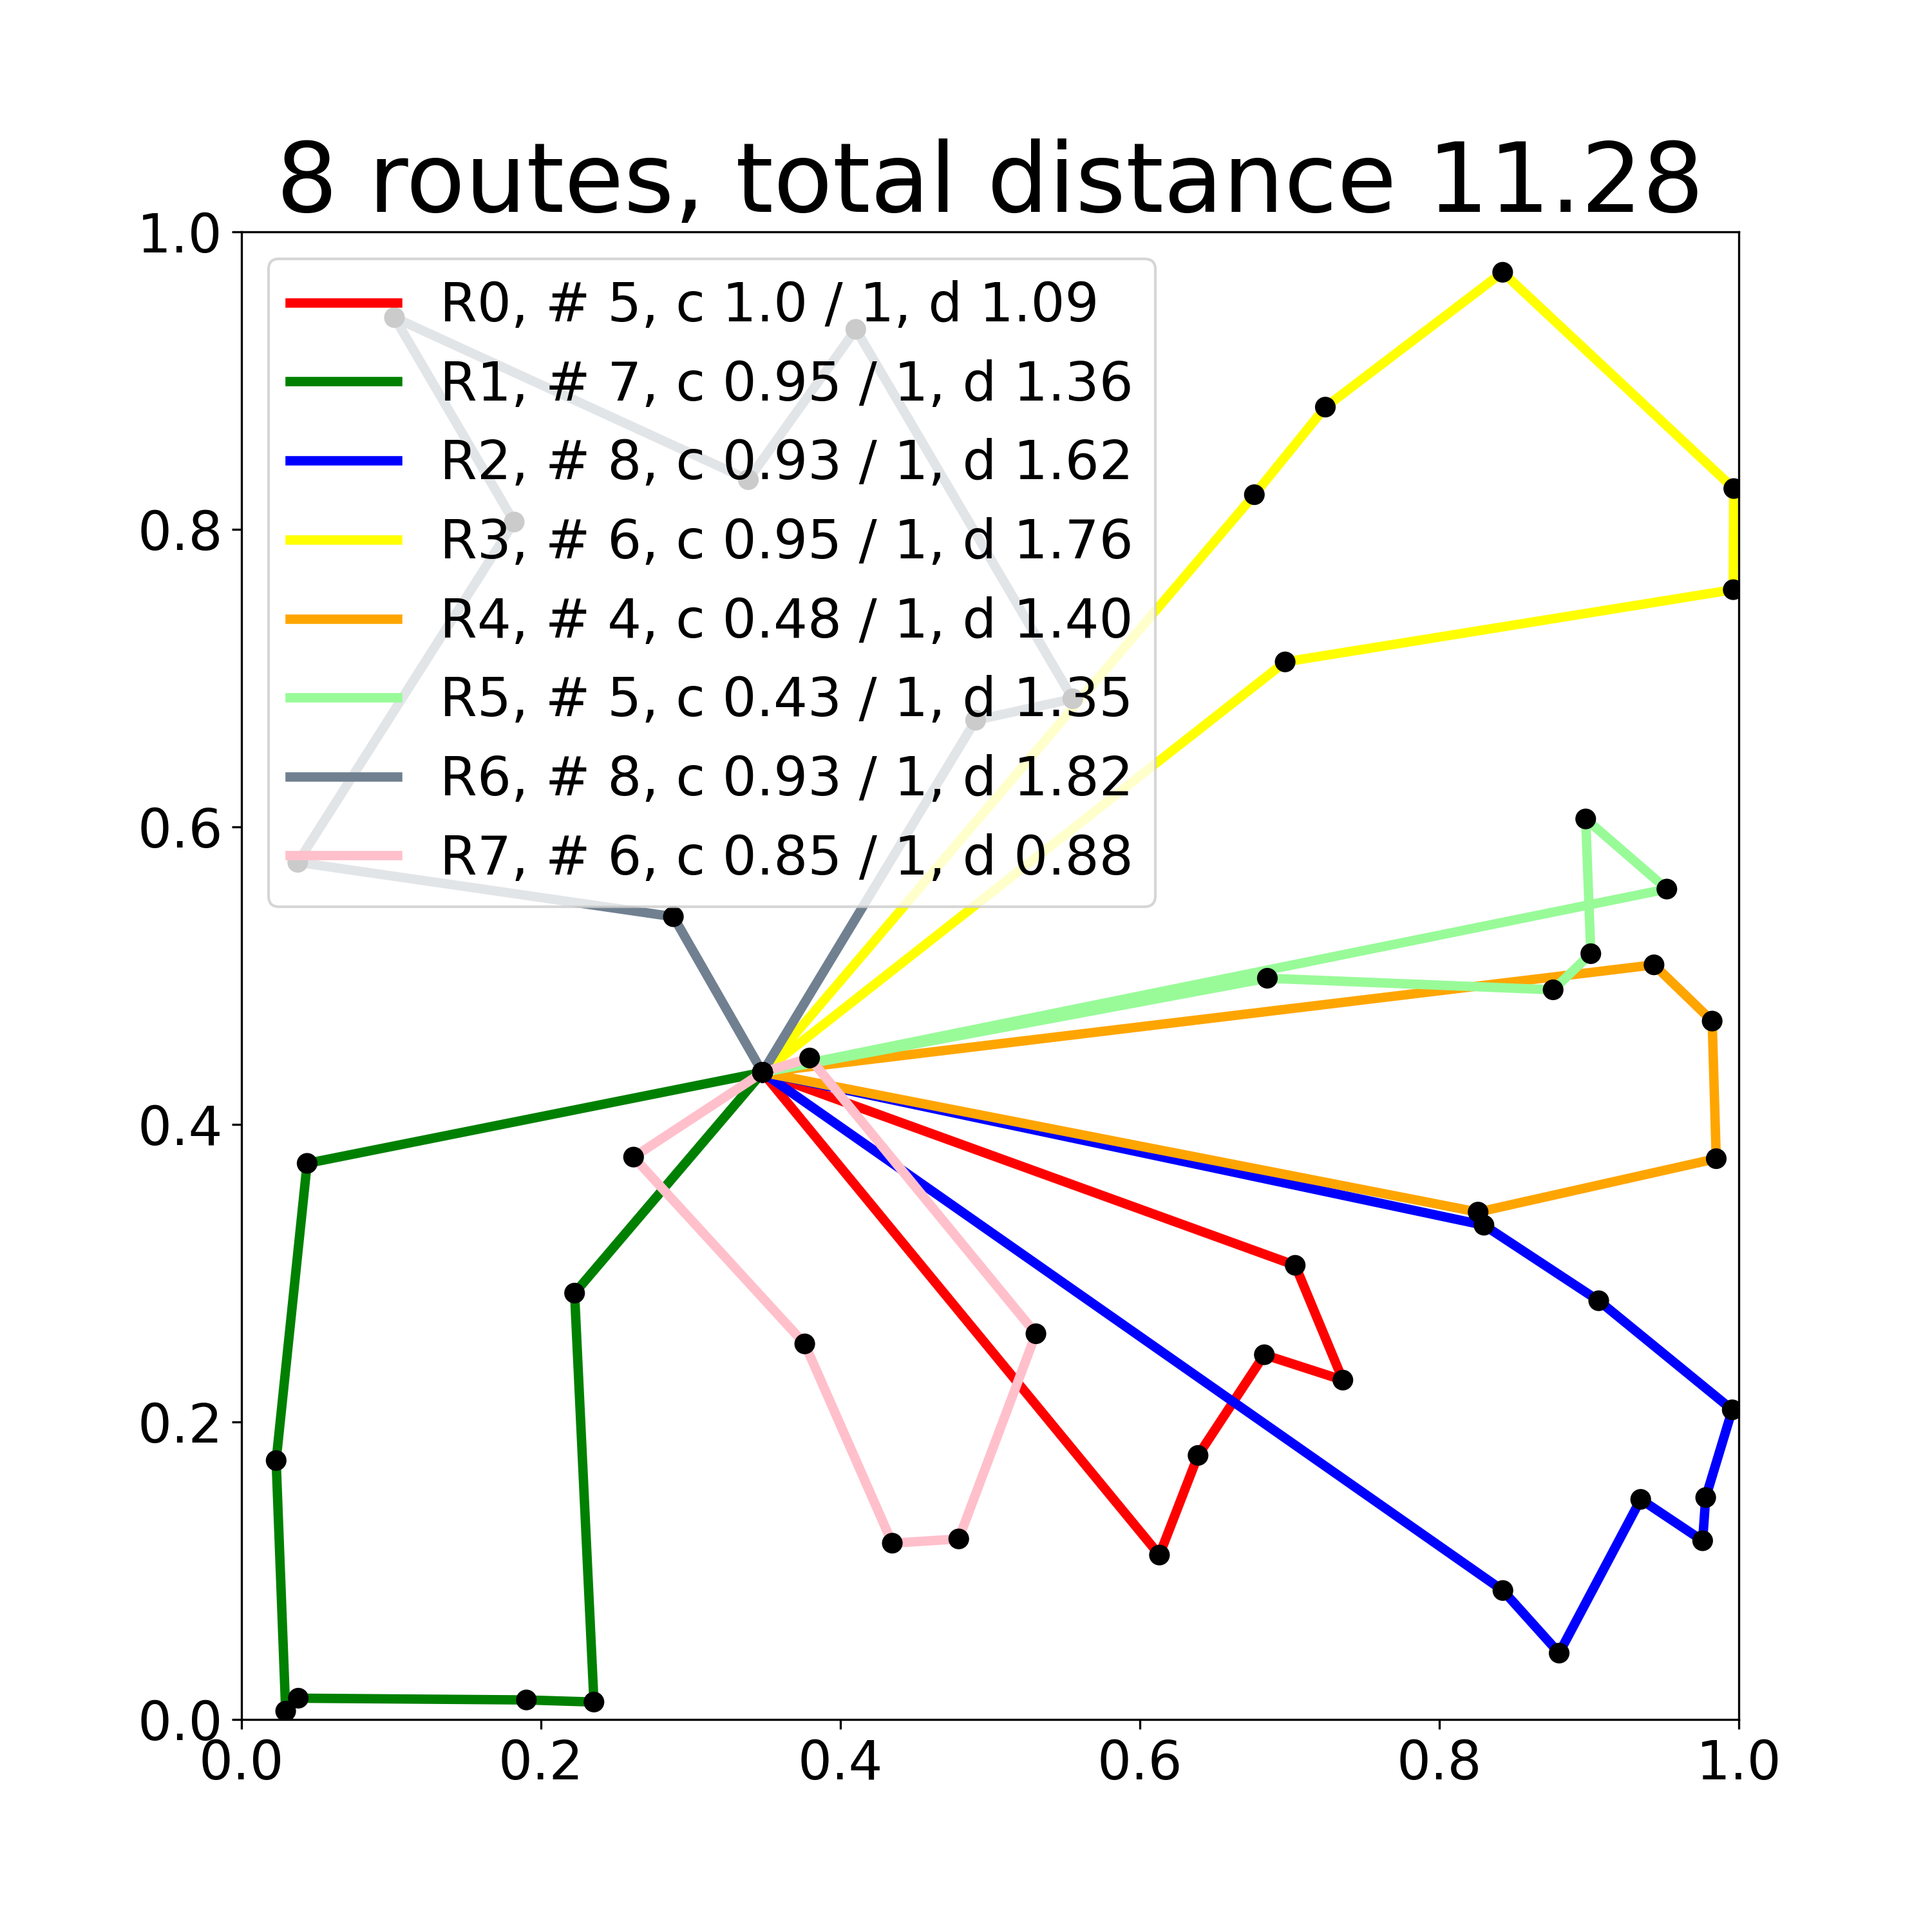 8 routes, total distance 11.28
1.0
R0, # 5, c 1.0 / 1, d 1.09
R1, # 7, c 0.95 / 1, d 1.36
R2, # 8, c 0.93 / 1, d 1.62
0.8
R3, # 6, c 0.95 / 1, d 1.76
R4, # 4, c 0.48 / 1, d 1.40
R5, # 5, c 0.43 / 1, d 1.35
R6, # 8, c 0.93 / 1, d 1.82
0.6
R7, # 6, c 0.85 / 1, d 0.88
0.4
0.2
0.0
0.0 0.2 0.4 0.6 0.8 1.0